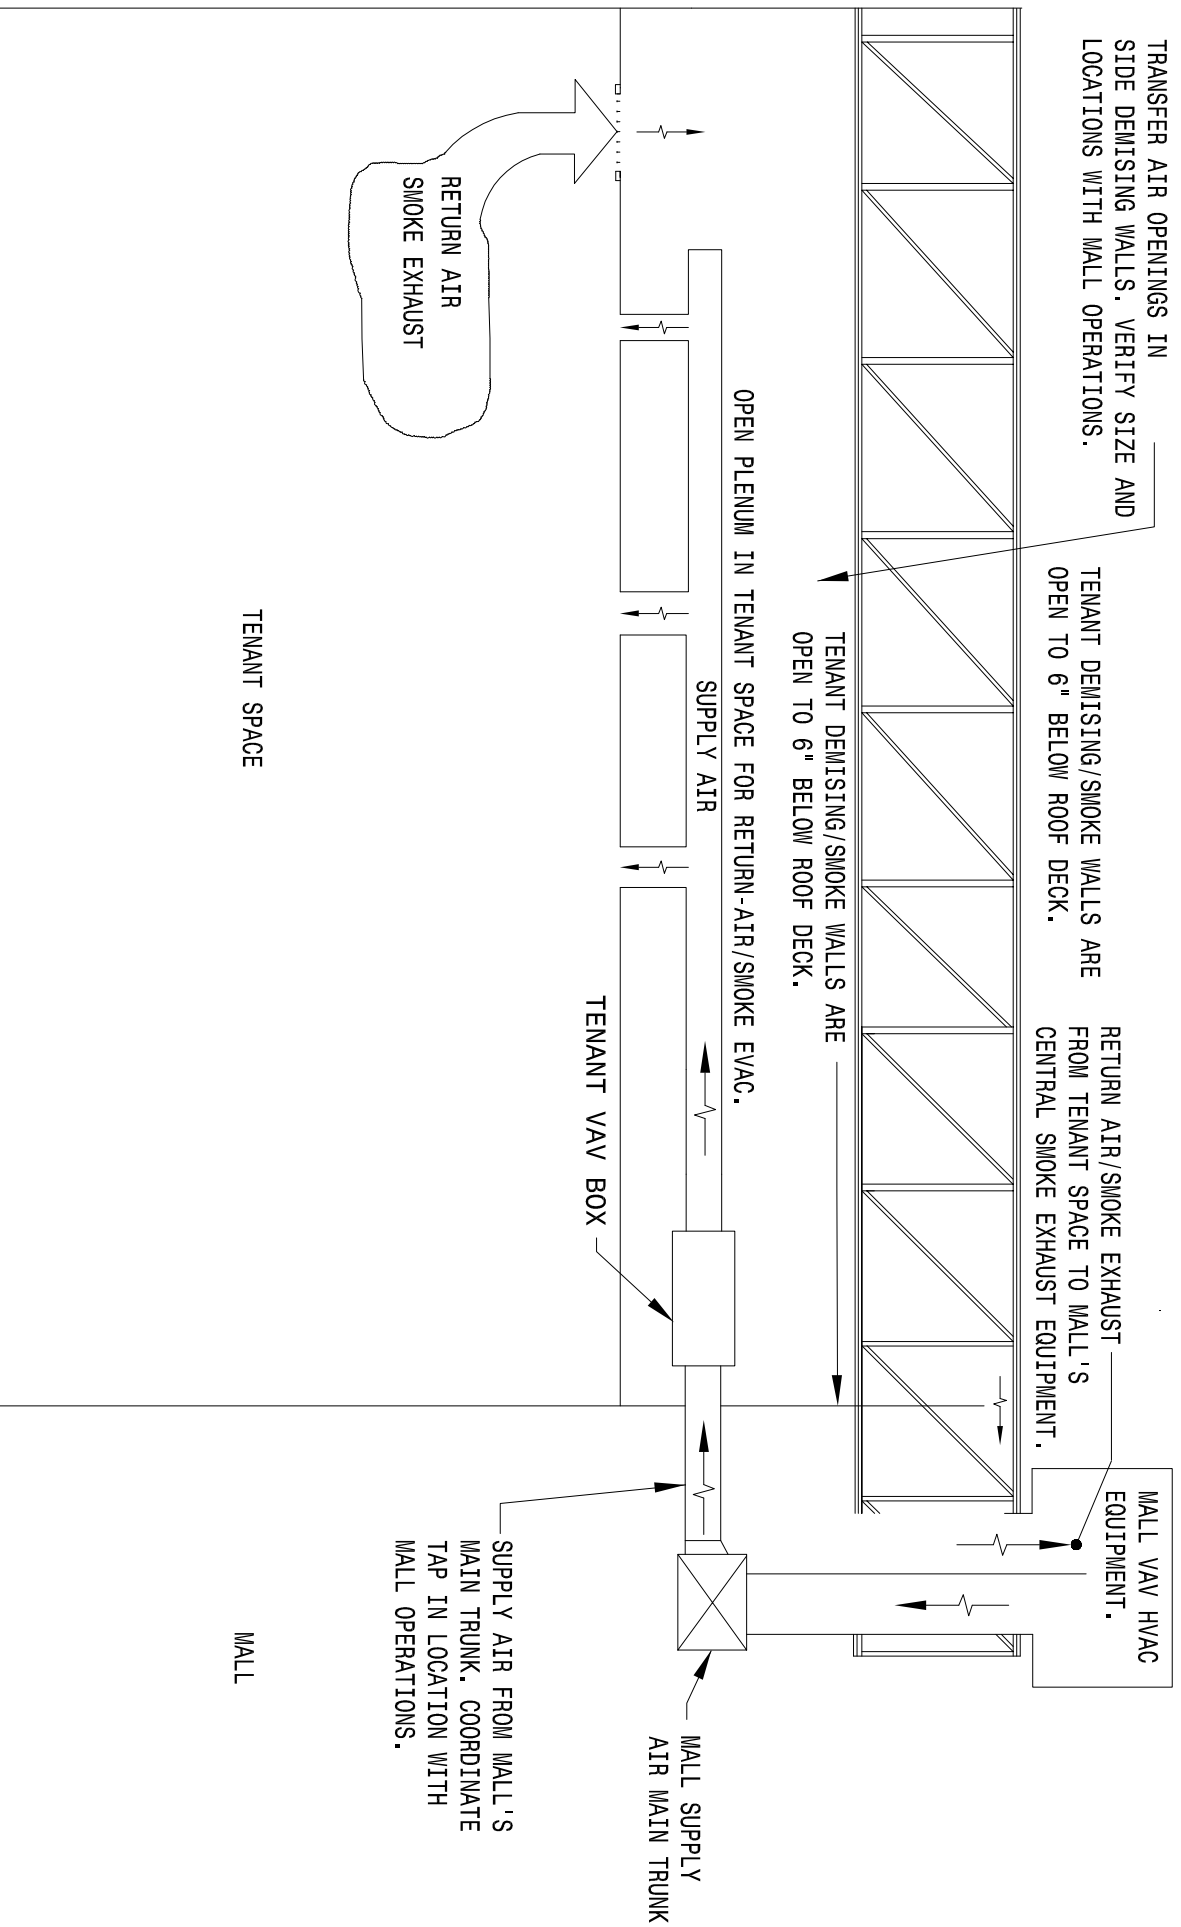 TRANSFER AIR OPENINGS IN
SIDE DEMISING WALLS. VERIFY SIZE AND
LOCATIONS WITH MALL OPERATIONS.
TENANT DEMISING/SMOKE WALLS ARE
OPEN TO 6" BELOW ROOF DECK.
RETURN AIR/SMOKE EXHAUST
FROM TENANT SPACE TO MALL'S
CENTRAL SMOKE EXHAUST EQUIPMENT.
MALL VAV HVAC
EQUIPMENT.
TENANT DEMISING/SMOKE WALLS ARE
OPEN TO 6" BELOW ROOF DECK.
OPEN PLENUM IN TENANT SPACE FOR RETURN-AIR/SMOKE EVAC.
SUPPLY AIR
MALL SUPPLY
AIR MAIN TRUNK
TENANT VAV BOX
RETURN AIR
SMOKE EXHAUST
SUPPLY AIR FROM MALL'S
MAIN TRUNK. COORDINATE
TAP IN LOCATION WITH
MALL OPERATIONS.
TENANT SPACE
MALL